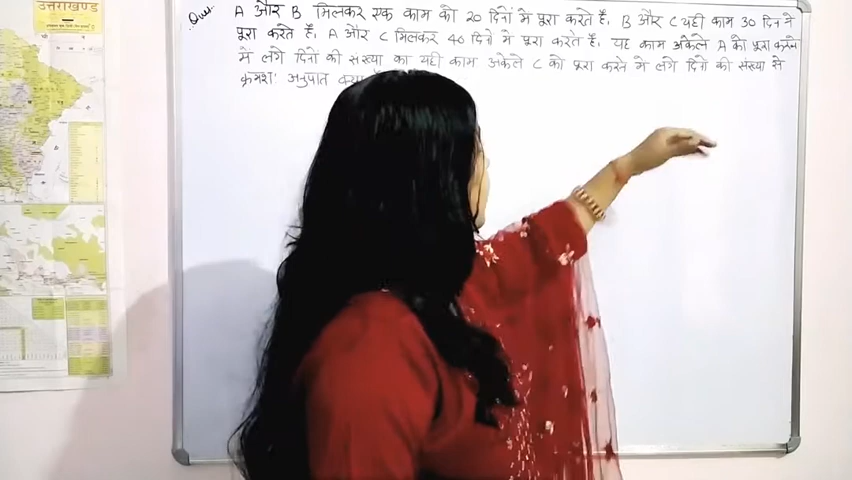 उत्तराखण्ड
Que. A और B मिलकर एक काम को 20 दिनों मे पूरा करते हैं, B और C यही काम 30 दिन मे
पूरा करते हैं, A और C मिलकर 40 दिनो मे पूरा करते हैं, यह काम अकेले A को पूरा करने
मे लगे दिनो की संख्या का यही काम अकेले C को पूरा करने मे लगे दिनो की संख्या से
क्रमशः अनुपात